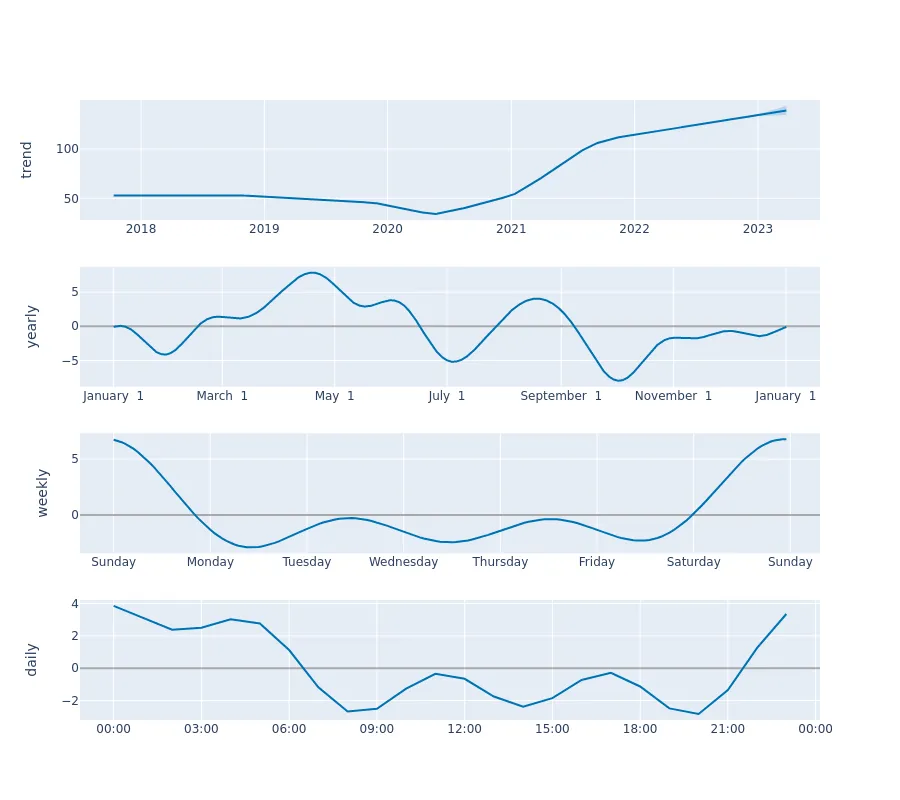 trend
100
50
2018 2019 2020 2021 2022 2023
yearly
5
0
−5
January 1 March 1 May 1 July 1 September 1 November 1 January 1
weekly
5
0
Sunday Monday Tuesday Wednesday Thursday Friday Saturday Sunday
daily
4
2
0
−2
00:00 03:00 06:00 09:00 12:00 15:00 18:00 21:00 00:00